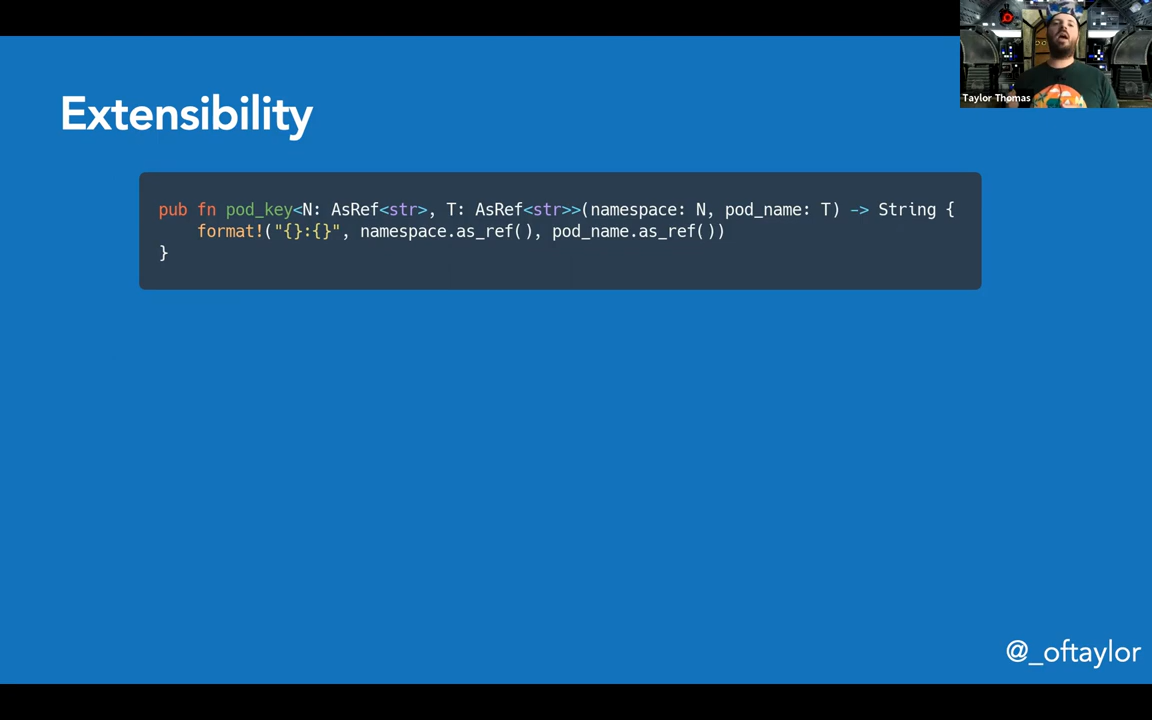 Taylor Thomas
Extensibility
pub fn pod_key<N: AsRef<str>, T: AsRef<str>>(namespace: N, pod_name: T) -> String {
    format!("{}:{}", namespace.as_ref(), pod_name.as_ref())
}
@_oftaylor